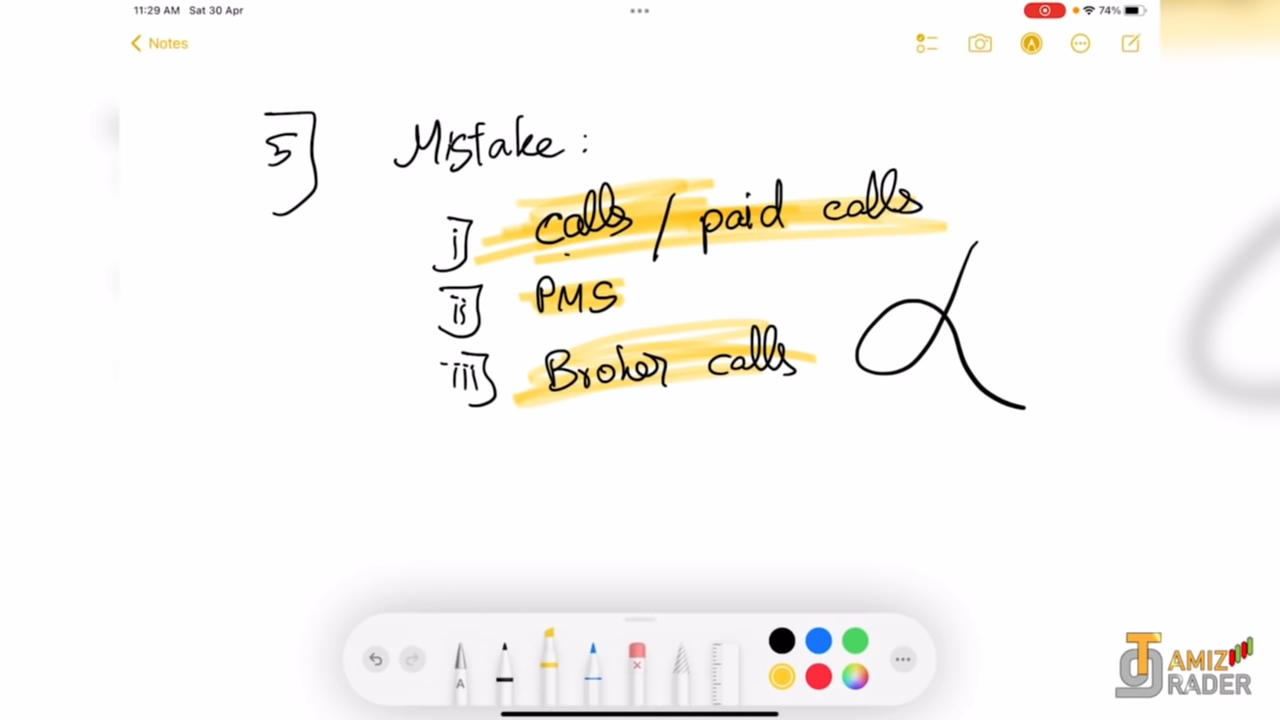 11:29 AM Sat 30 Apr
74%
Notes
5] Mistake :
i] calls / paid calls
ii] PMS
iii] Broker calls
A
TG AMIZ
RADER